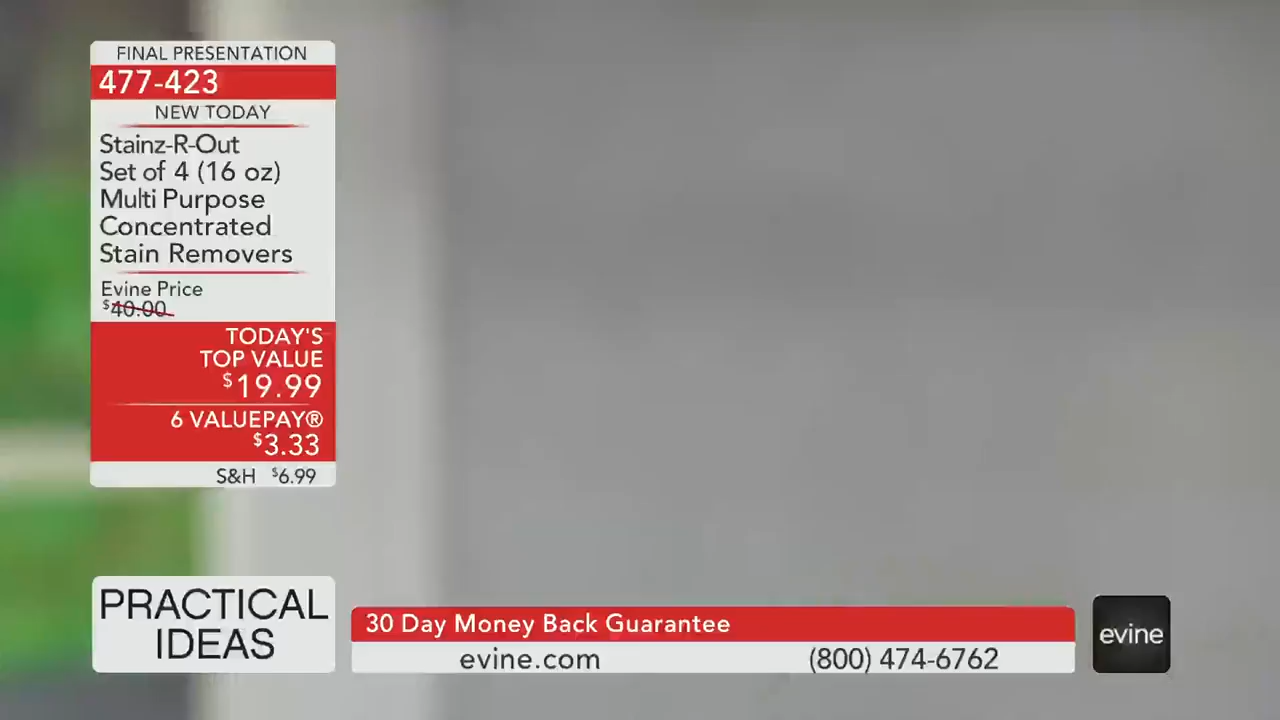 FINAL PRESENTATION
477-423
NEW TODAY
Stainz-R-Out
Set of 4 (16 oz)
Multi Purpose
Concentrated
Stain Removers
Evine Price
$40.00
TODAY'S
TOP VALUE
$19.99
6 VALUEPAY®
$3.33
S&H $6.99
PRACTICAL
IDEAS
30 Day Money Back Guarantee
evine.com (800) 474-6762
evine